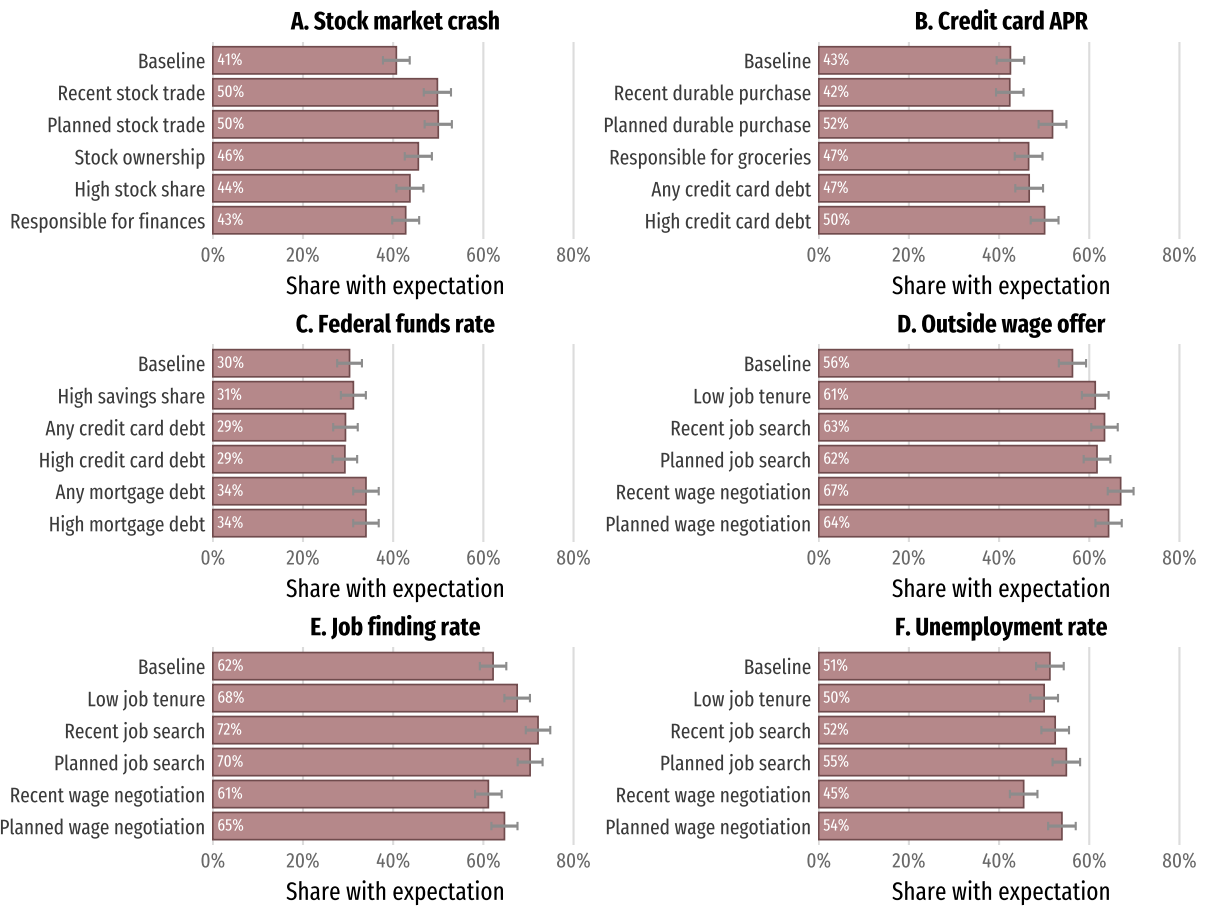 A. Stock market crash
Baseline 41%
Recent stock trade 50%
Planned stock trade 50%
Stock ownership 46%
High stock share 44%
Responsible for finances 43%
0% 20% 40% 60% 80%
Share with expectation
B. Credit card APR
Baseline 43%
Recent durable purchase 42%
Planned durable purchase 52%
Responsible for groceries 47%
Any credit card debt 47%
High credit card debt 50%
0% 20% 40% 60% 80%
Share with expectation
C. Federal funds rate
Baseline 30%
High savings share 31%
Any credit card debt 29%
High credit card debt 29%
Any mortgage debt 34%
High mortgage debt 34%
0% 20% 40% 60% 80%
Share with expectation
D. Outside wage offer
Baseline 56%
Low job tenure 61%
Recent job search 63%
Planned job search 62%
Recent wage negotiation 67%
Planned wage negotiation 64%
0% 20% 40% 60% 80%
Share with expectation
E. Job finding rate
Baseline 62%
Low job tenure 68%
Recent job search 72%
Planned job search 70%
Recent wage negotiation 61%
Planned wage negotiation 65%
0% 20% 40% 60% 80%
Share with expectation
F. Unemployment rate
Baseline 51%
Low job tenure 50%
Recent job search 52%
Planned job search 55%
Recent wage negotiation 45%
Planned wage negotiation 54%
0% 20% 40% 60% 80%
Share with expectation